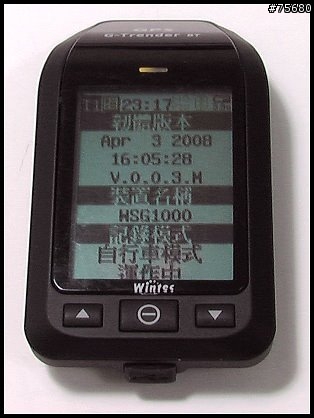 #75680
GPS
G-Trender BT
23:17
韌體版本
Apr 3 2008
16:05:28
V.0.0.3.M
裝置名稱
WSG1000
記錄模式
自行車模式
運作中
Wintec